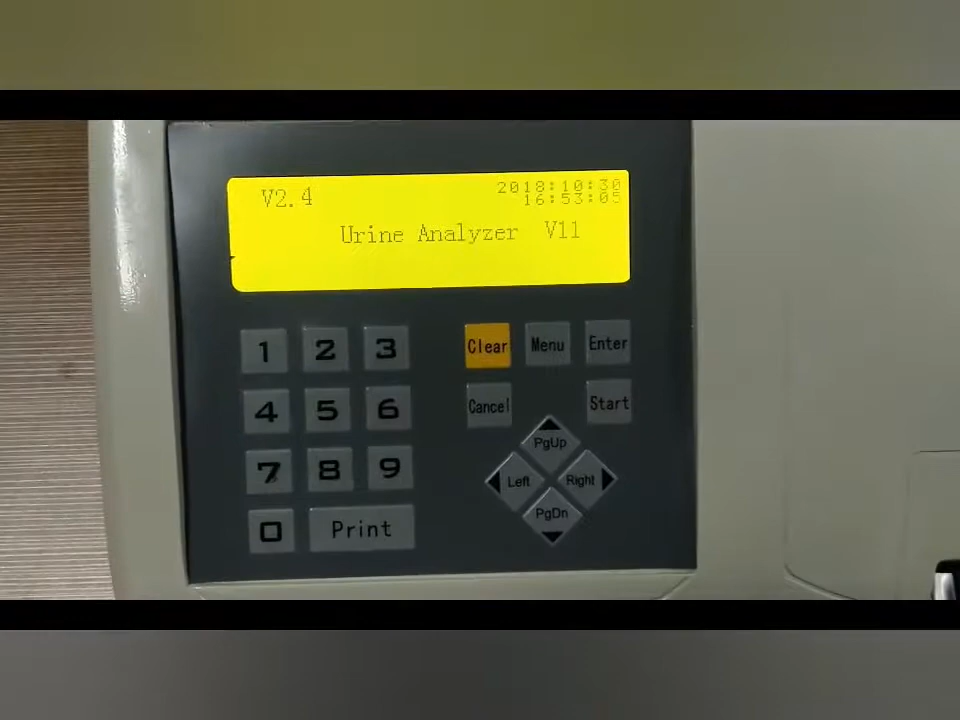 V2.4 2018:10:30
16:53:05
Urine Analyzer V11
1 2 3 Clear Menu Enter
4 5 6 Cancel Start
PgUp
7 8 9 Left Right
PgDn
0 Print